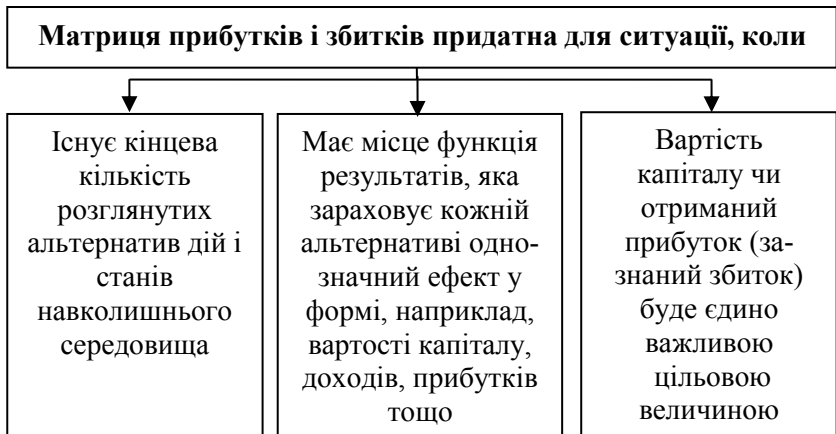 Матриця прибутків і збитків придатна для ситуації, коли
Існує кінцева
кількість
розглянутих
альтернатив дій і
станів
навколишнього
середовища
Має місце функція
результатів, яка
зараховує кожній
альтернативі одно-
значний ефект у
формі, наприклад,
вартості капіталу,
доходів, прибутків
тощо
Вартість
капіталу чи
отриманий
прибуток (за-
знаний збиток)
буде єдино
важливою
цільовою
величиною